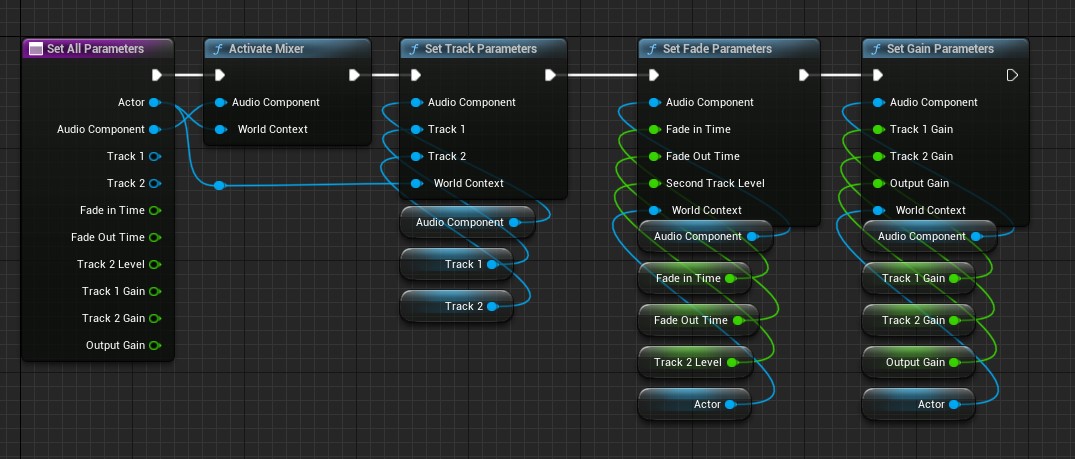 Set All Parameters
Actor
Audio Component
Track 1
Track 2
Fade in Time
Fade Out Time
Track 2 Level
Track 1 Gain
Track 2 Gain
Output Gain
f Activate Mixer
Audio Component
World Context
f Set Track Parameters
Audio Component
Track 1
Track 2
World Context
Audio Component
Track 1
Track 2
f Set Fade Parameters
Audio Component
Fade in Time
Fade Out Time
Second Track Level
World Context
Audio Component
Fade in Time
Fade Out Time
Track 2 Level
Actor
f Set Gain Parameters
Audio Component
Track 1 Gain
Track 2 Gain
Output Gain
World Context
Audio Component
Track 1 Gain
Track 2 Gain
Output Gain
Actor